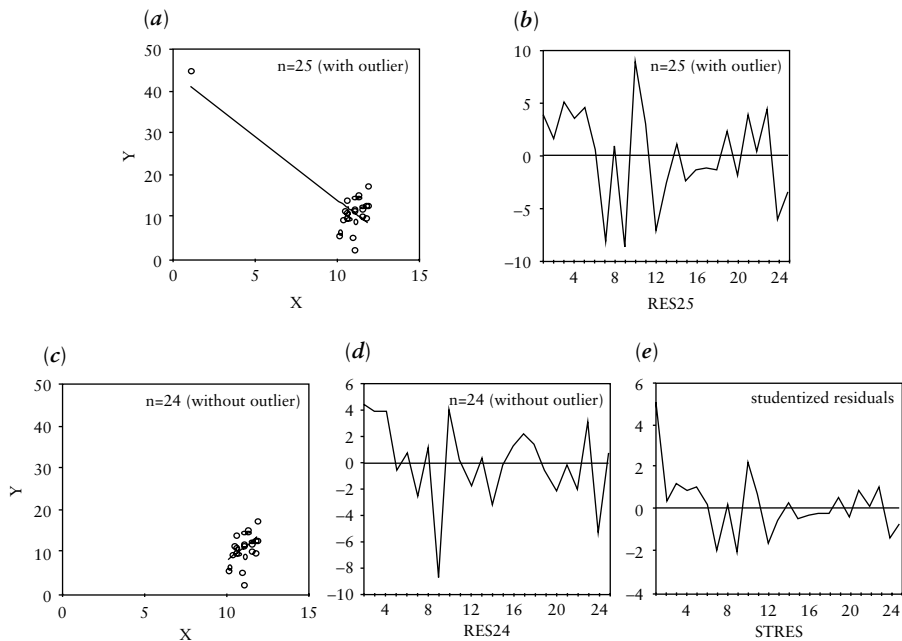 (a)
50
40
30
20
10
0
Y
n=25 (with outlier)
0 5 10 15
X
(b)
10
5
0
−5
−10
n=25 (with outlier)
4 8 12 16 20 24
RES25
(c)
50
40
30
20
10
0
Y
n=24 (without outlier)
0 5 10 15
X
(d)
6
4
2
0
−2
−4
−6
−8
−10
n=24 (without outlier)
4 8 12 16 20 24
RES24
(e)
6
4
2
0
−2
−4
studentized residuals
4 8 12 16 20 24
STRES